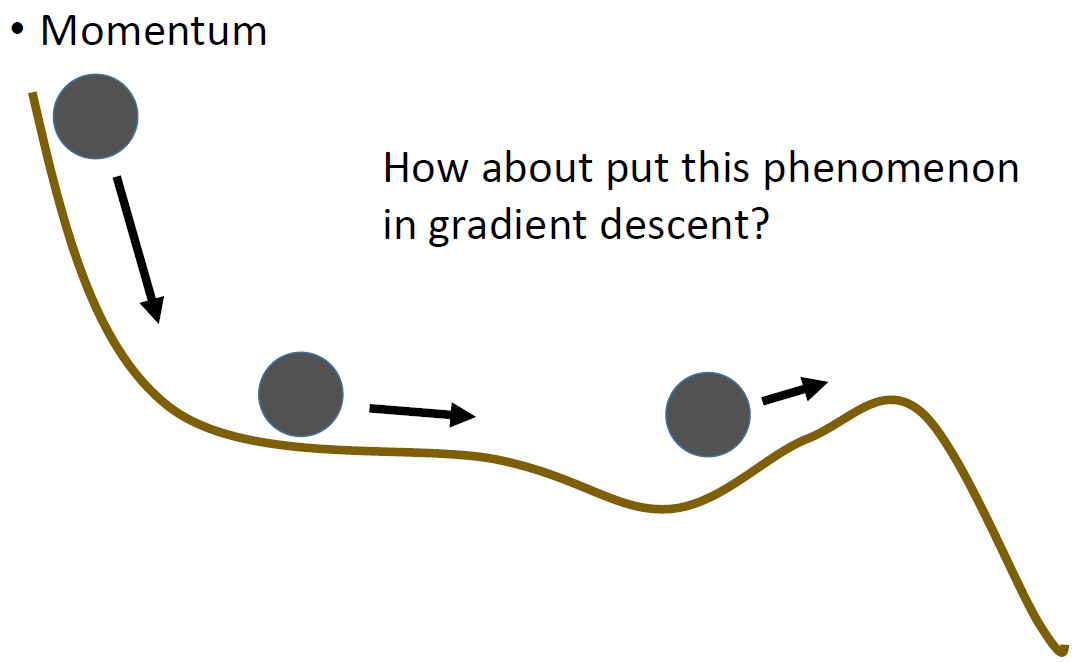 • Momentum
How about put this phenomenon
in gradient descent?